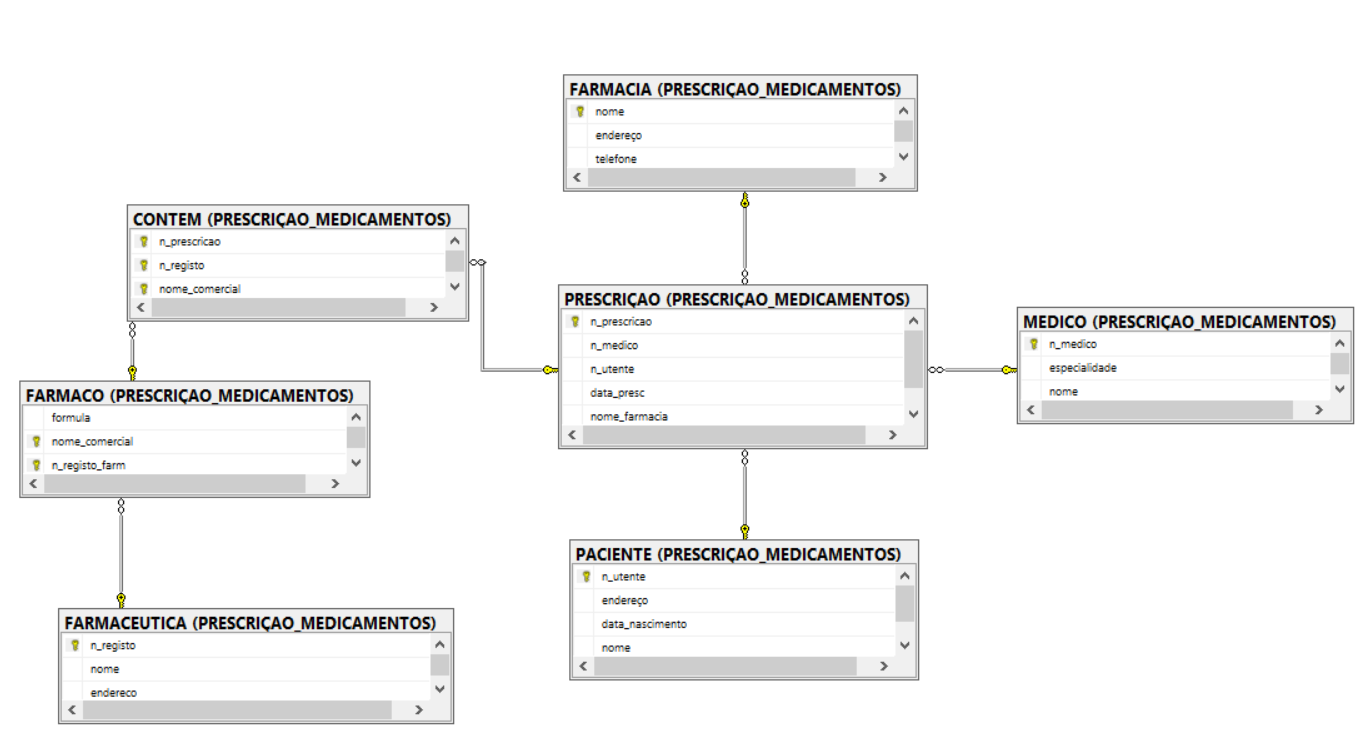 FARMACIA (PRESCRIÇAO_MEDICAMENTOS)
nome
endereço
telefone
CONTEM (PRESCRIÇAO_MEDICAMENTOS)
n_prescricao
n_registo
nome_comercial
PRESCRIÇAO (PRESCRIÇAO_MEDICAMENTOS)
n_prescricao
n_medico
n_utente
data_presc
nome_farmacia
MEDICO (PRESCRIÇAO_MEDICAMENTOS)
n_medico
especialidade
nome
FARMACO (PRESCRIÇAO_MEDICAMENTOS)
formula
nome_comercial
n_registo_farm
PACIENTE (PRESCRIÇAO_MEDICAMENTOS)
n_utente
endereço
data_nascimento
nome
FARMACEUTICA (PRESCRIÇAO_MEDICAMENTOS)
n_registo
nome
endereco